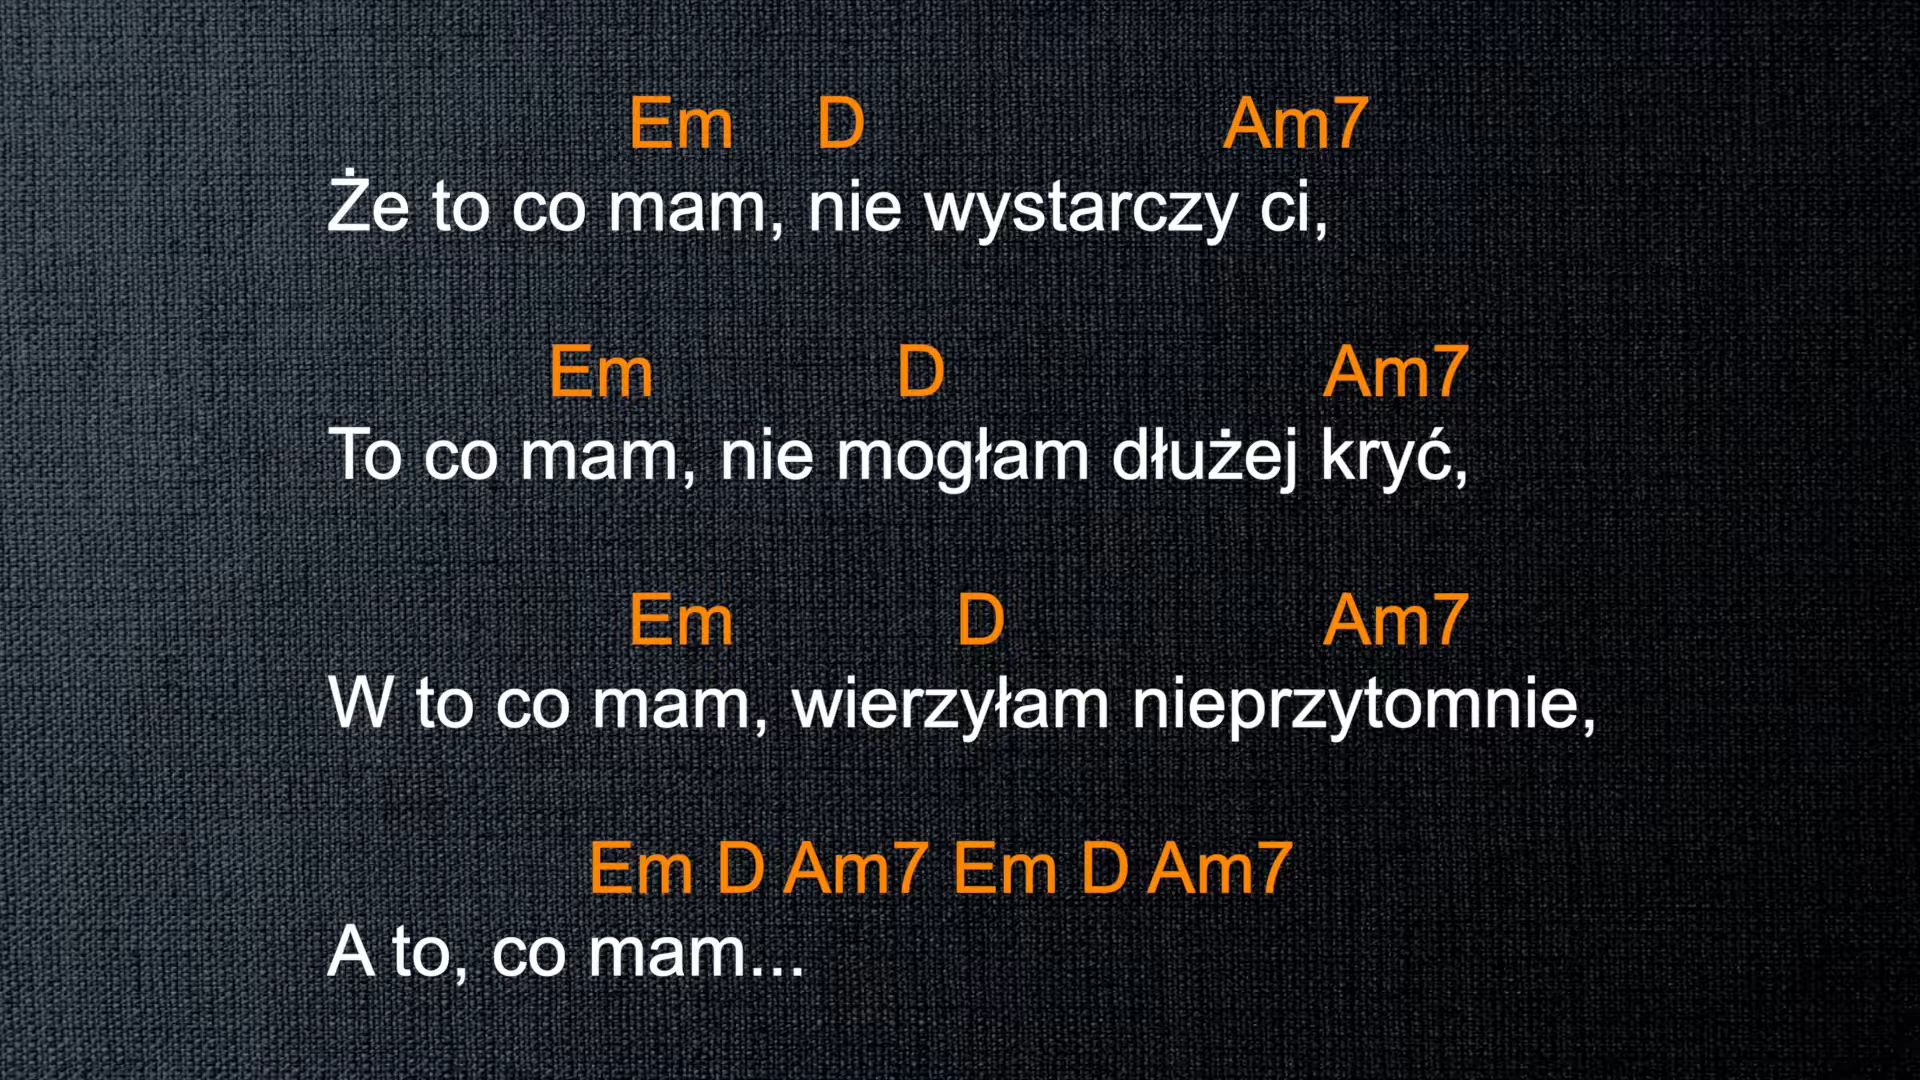 Em D Am7
Że to co mam, nie wystarczy ci,
Em D Am7
To co mam, nie mogłam dłużej kryć,
Em D Am7
W to co mam, wierzyłam nieprzytomnie,
Em D Am7 Em D Am7
A to, co mam...